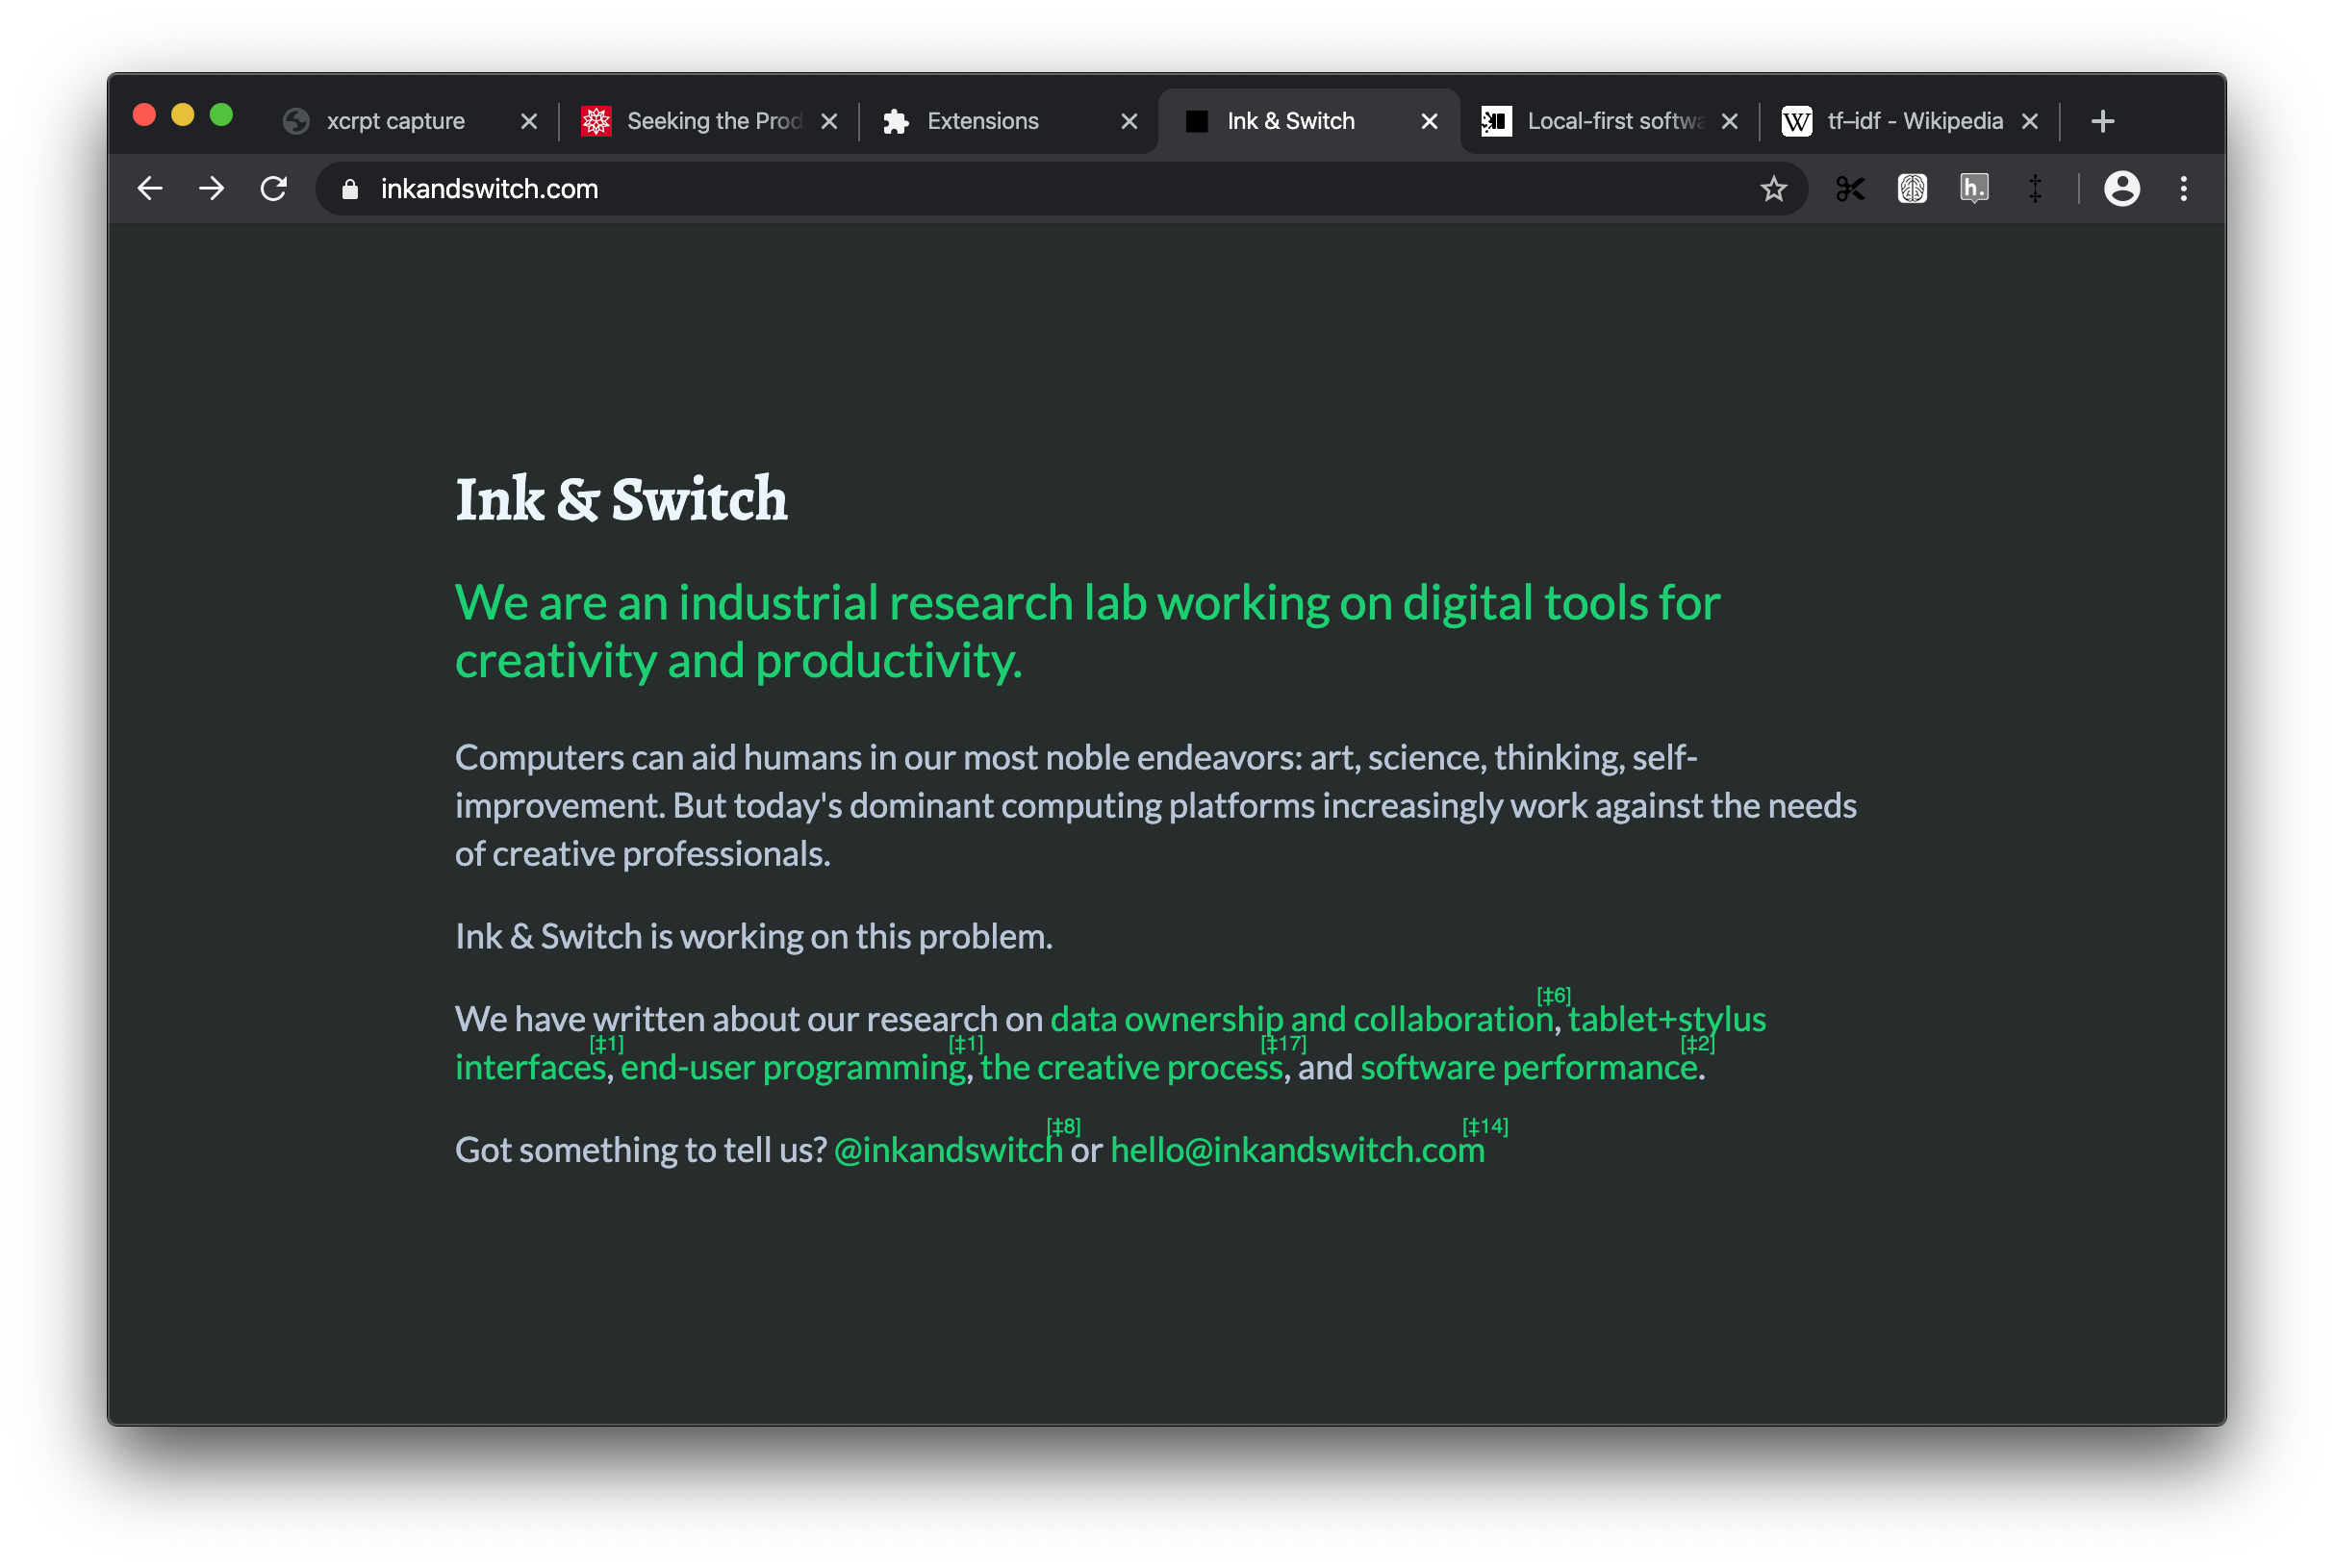 xcrpt capture
Seeking the Prod
Extensions
Ink & Switch
Local-first softwa
W tf–idf - Wikipedia
inkandswitch.com
h.
Ink & Switch
We are an industrial research lab working on digital tools for
creativity and productivity.
Computers can aid humans in our most noble endeavors: art, science, thinking, self-
improvement. But today's dominant computing platforms increasingly work against the needs
of creative professionals.
Ink & Switch is working on this problem.
We have written about our research on data ownership and collaboration[‡6], tablet+stylus
interfaces[‡1], end-user programming[‡1], the creative process[‡17], and software performance[‡2].
Got something to tell us? @inkandswitch[‡8] or hello@inkandswitch.com[‡14]